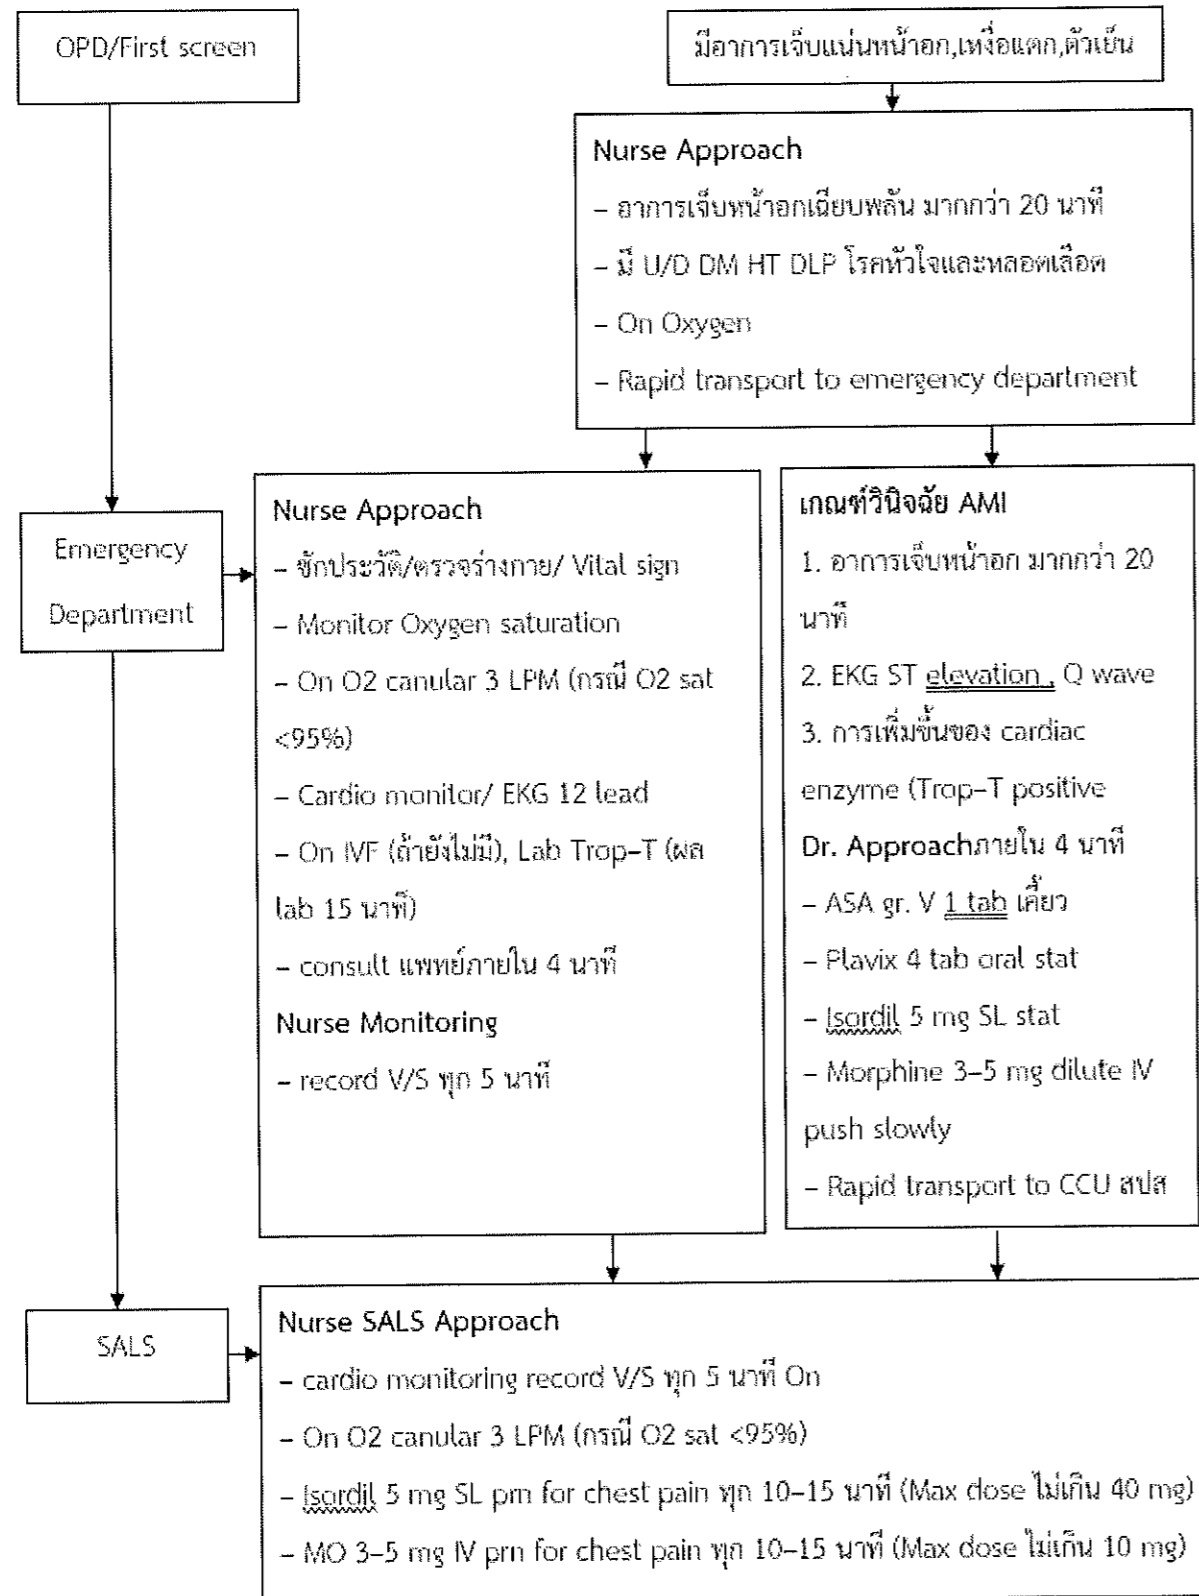 OPD/First screen
มีอาการเจ็บแน่นหน้าอก,เหงื่อแตก,ตัวเย็น
Nurse Approach
– อาการเจ็บหน้าอกเฉียบพลัน มากกว่า 20 นาที
– มี U/D DM HT DLP โรคหัวใจและหลอดเลือด
– On Oxygen
– Rapid transport to emergency department
Emergency
Department
Nurse Approach
– ซักประวัติ/ตรวจร่างกาย/ Vital sign
– Monitor Oxygen saturation
– On O2 canular 3 LPM (กรณี O2 sat
<95%)
– Cardio monitor/ EKG 12 lead
– On IVF (ถ้ายังไม่มี), Lab Trop–T (ผล
lab 15 นาที)
– consult แพทย์ภายใน 4 นาที
Nurse Monitoring
– record V/S ทุก 5 นาที
เกณฑ์วินิจฉัย AMI
1. อาการเจ็บหน้าอก มากกว่า 20
นาที
2. EKG ST elevation , Q wave
3. การเพิ่มขึ้นของ cardiac
enzyme (Trop–T positive
Dr. Approachภายใน 4 นาที
– ASA gr. V 1 tab เคี้ยว
– Plavix 4 tab oral stat
– Isordil 5 mg SL stat
– Morphine 3–5 mg dilute IV
push slowly
– Rapid transport to CCU สปส
SALS
Nurse SALS Approach
– cardio monitoring record V/S ทุก 5 นาที On
– On O2 canular 3 LPM (กรณี O2 sat <95%)
– Isordil 5 mg SL prn for chest pain ทุก 10–15 นาที (Max dose ไม่เกิน 40 mg)
– MO 3–5 mg IV prn for chest pain ทุก 10–15 นาที (Max dose ไม่เกิน 10 mg)